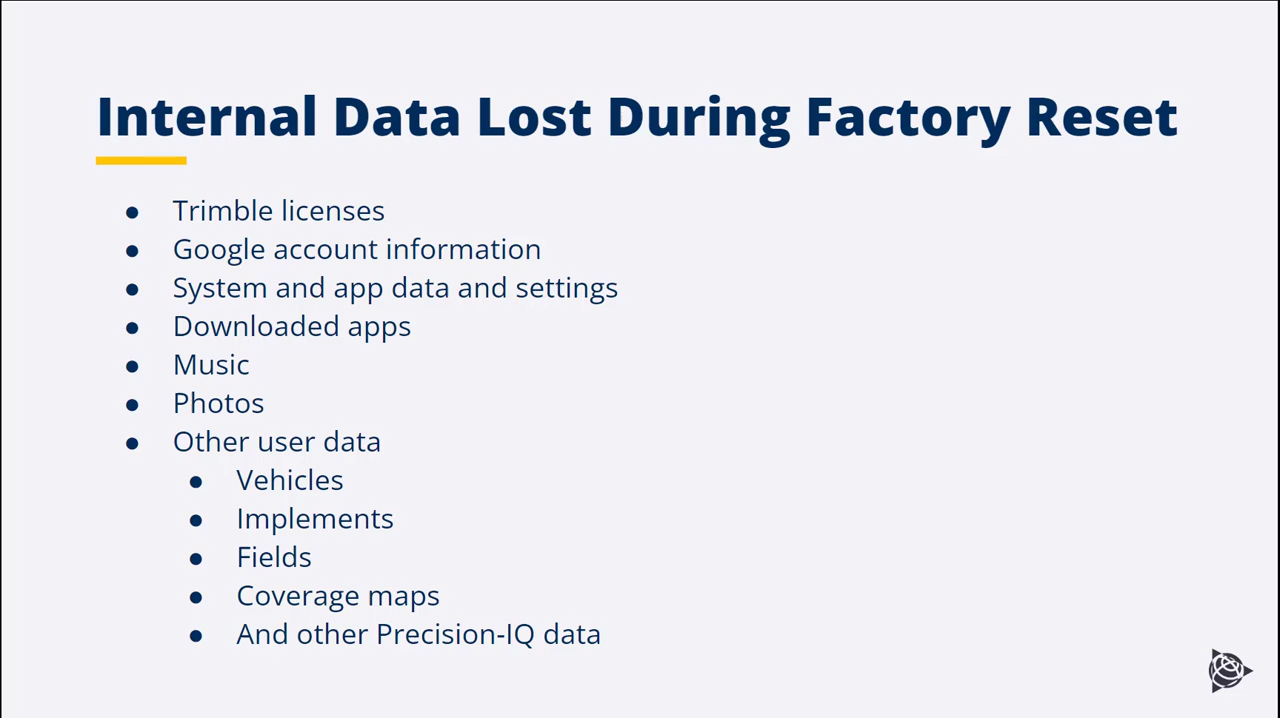 Internal Data Lost During Factory Reset
● Trimble licenses
● Google account information
● System and app data and settings
● Downloaded apps
● Music
● Photos
● Other user data
● Vehicles
● Implements
● Fields
● Coverage maps
● And other Precision-IQ data